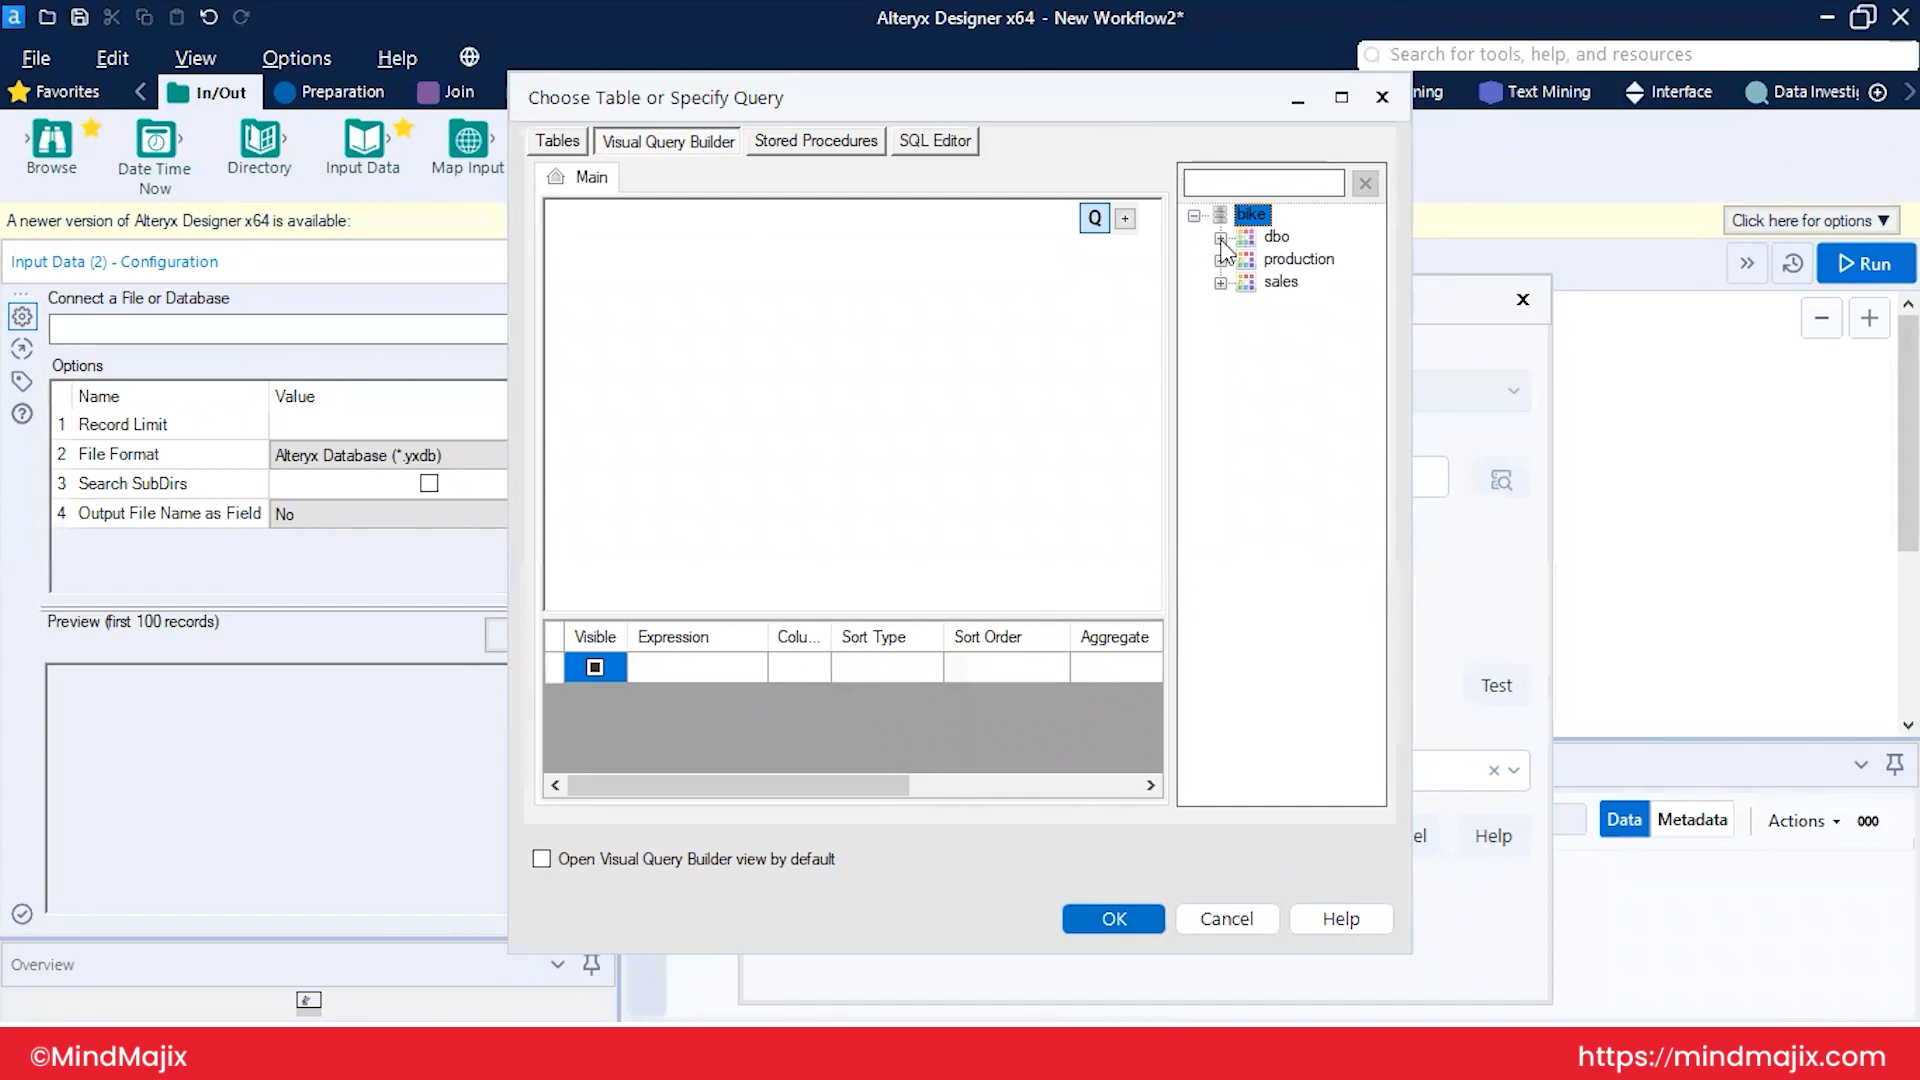 Alteryx Designer x64 - New Workflow2*
File Edit View Options Help
Search for tools, help, and resources
Favorites In/Out Preparation Join ning Text Mining Interface Data Investi
Browse Date Time Now Directory Input Data Map Input
A newer version of Alteryx Designer x64 is available:
Click here for options ▼
Input Data (2) - Configuration
Run
Connect a File or Database
Options
Name Value
1 Record Limit
2 File Format Alteryx Database (*.yxdb)
3 Search SubDirs
4 Output File Name as Field No
Preview (first 100 records)
Overview
Choose Table or Specify Query
Tables Visual Query Builder Stored Procedures SQL Editor
Main
Q +
bike
dbo
production
sales
Visible Expression Colu... Sort Type Sort Order Aggregate
Open Visual Query Builder view by default
OK Cancel Help
Test
el Help
Data Metadata Actions 000
©MindMajix
https://mindmajix.com